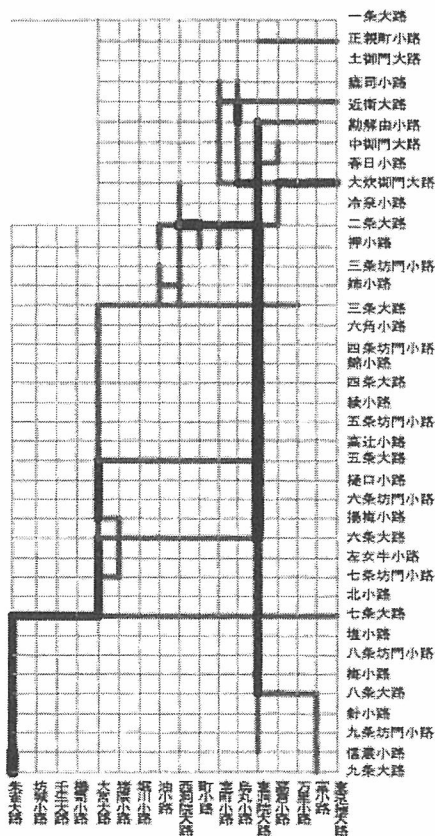 一条大路
正親町小路
土御門大路
鷹司小路
近衛大路
勘解由小路
中御門大路
春日小路
大炊御門大路
冷泉小路
二条大路
押小路
三条坊門小路
姉小路
三条大路
六角小路
四条坊門小路
錦小路
四条大路
綾小路
五条坊門小路
高辻小路
五条大路
樋口小路
六条坊門小路
揚梅小路
六条大路
左女牛小路
七条坊門小路
北小路
七条大路
塩小路
八条坊門小路
梅小路
八条大路
針小路
九条坊門小路
信濃小路
九条大路
朱雀大路
坊城小路
壬生大路
櫛笥小路
大宮大路
猪隈小路
堀川小路
油小路
西洞院大路
町小路
室町小路
烏丸小路
東洞院大路
高倉小路
万里小路
富小路
東京極大路